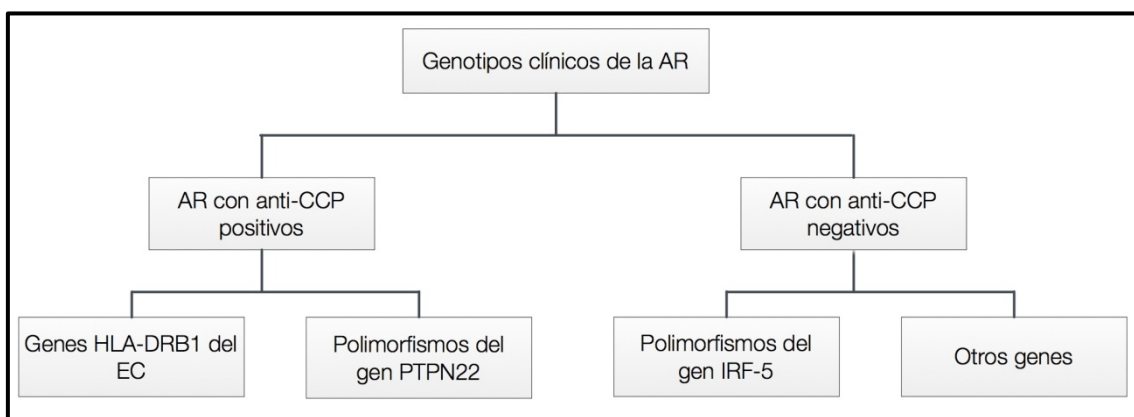 Genotipos clínicos de la AR
AR con anti-CCP
positivos
AR con anti-CCP
negativos
Genes HLA-DRB1 del
EC
Polimorfismos del
gen PTPN22
Polimorfismos del
gen IRF-5
Otros genes